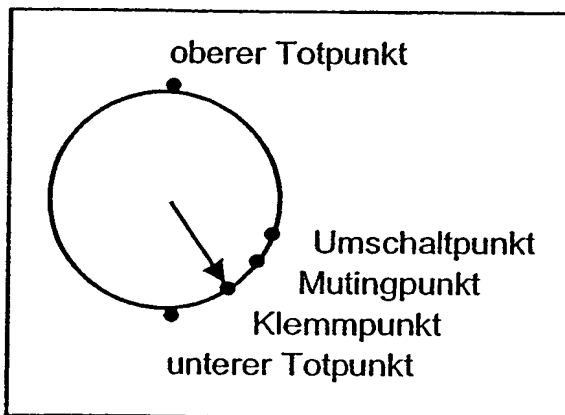 oberer Totpunkt
Umschaltpunkt
Mutingpunkt
Klemmpunkt
unterer Totpunkt